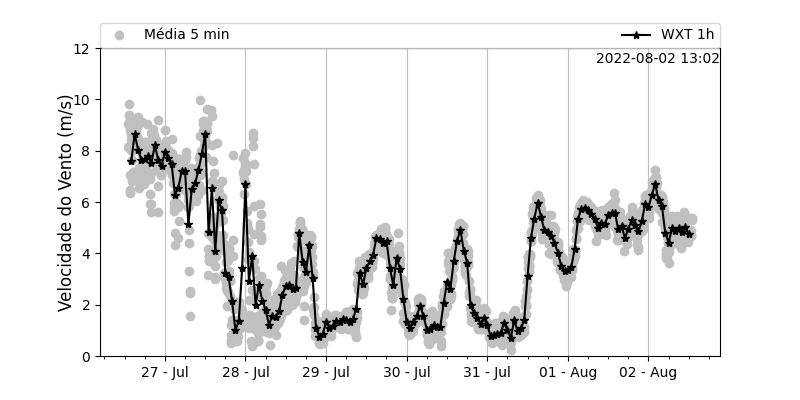 Média 5 min
WXT 1h
2022-08-02 13:02
Velocidade do Vento (m/s)
12
10
8
6
4
2
0
27 - Jul
28 - Jul
29 - Jul
30 - Jul
31 - Jul
01 - Aug
02 - Aug